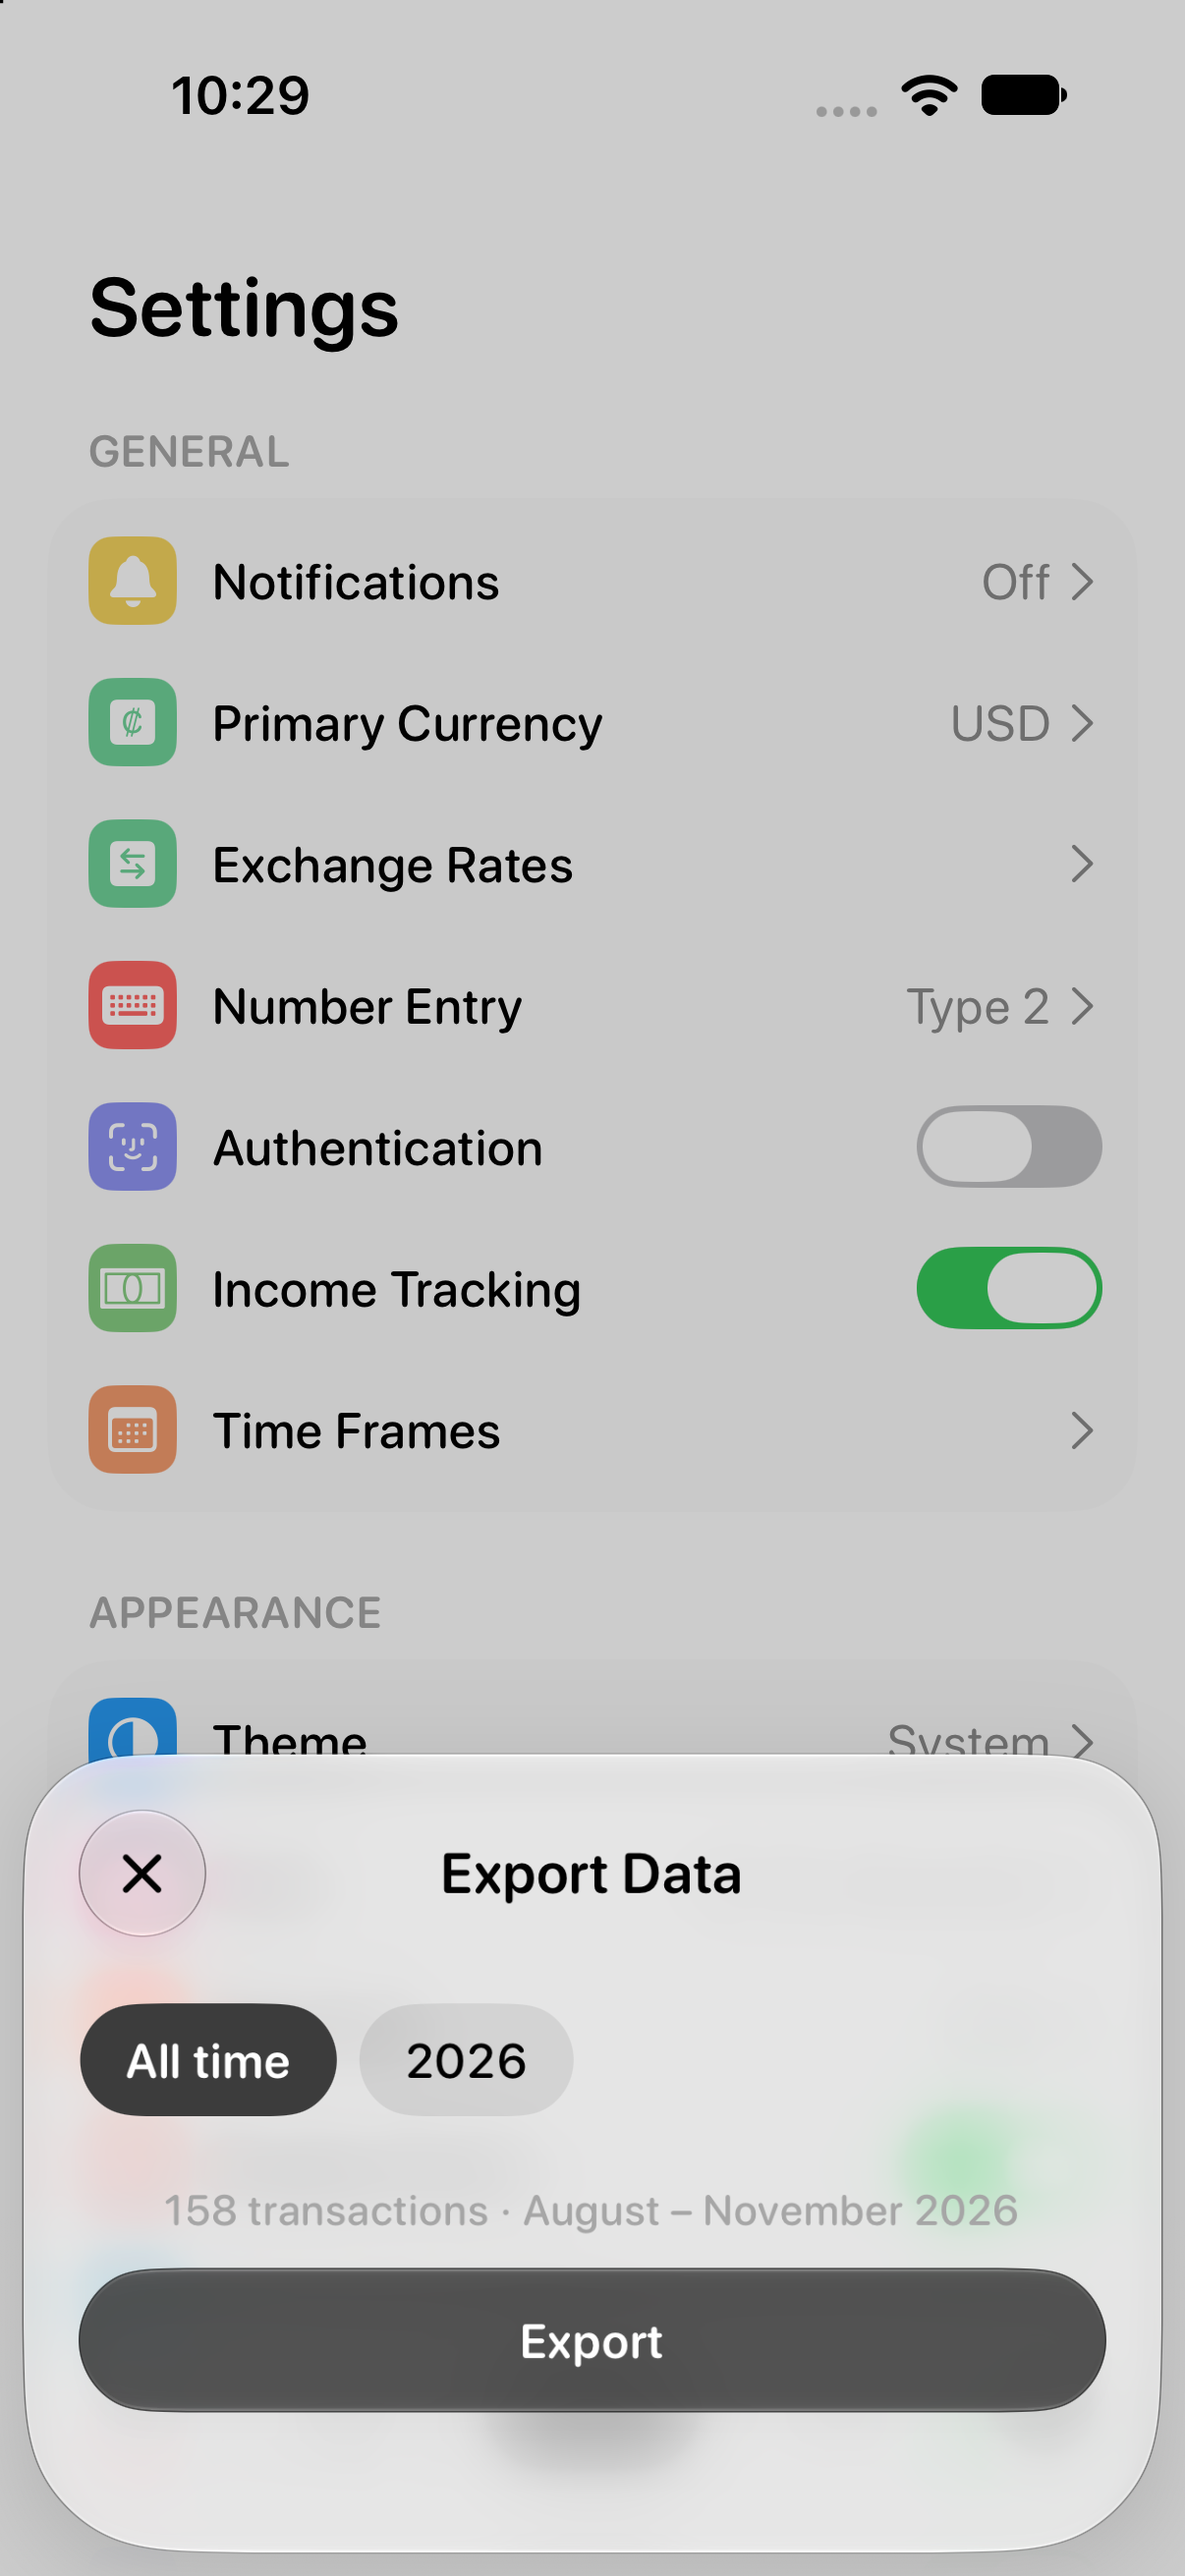 10:29
Settings
GENERAL
Notifications Off
₵ Primary Currency USD
Exchange Rates
Number Entry Type 2
Authentication
Income Tracking
Time Frames
APPEARANCE
Theme System
Export Data
All time 2026
158 transactions · August – November 2026
Export